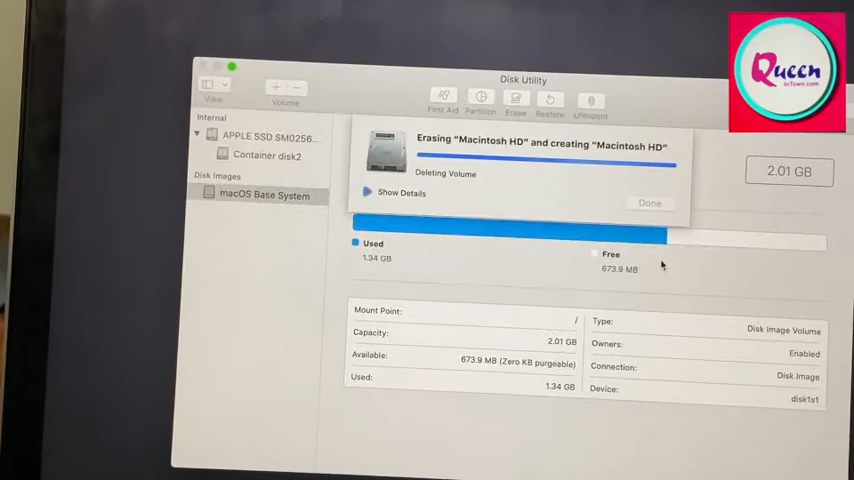 Queen
InTown.com
Disk Utility
View
Volume
First Aid
Partition
Erase
Restore
Unmount
Internal
APPLE SSD SM0256...
Container disk2
Disk Images
macOS Base System
Erasing “Macintosh HD” and creating “Macintosh HD”
Deleting Volume
Show Details
Done
2.01 GB
Used
1.34 GB
Free
673.9 MB
Mount Point: /
Capacity: 2.01 GB
Available: 673.9 MB (Zero KB purgeable)
Used: 1.34 GB
Type: Disk Image Volume
Owners: Enabled
Connection: Disk Image
Device: disk1s1